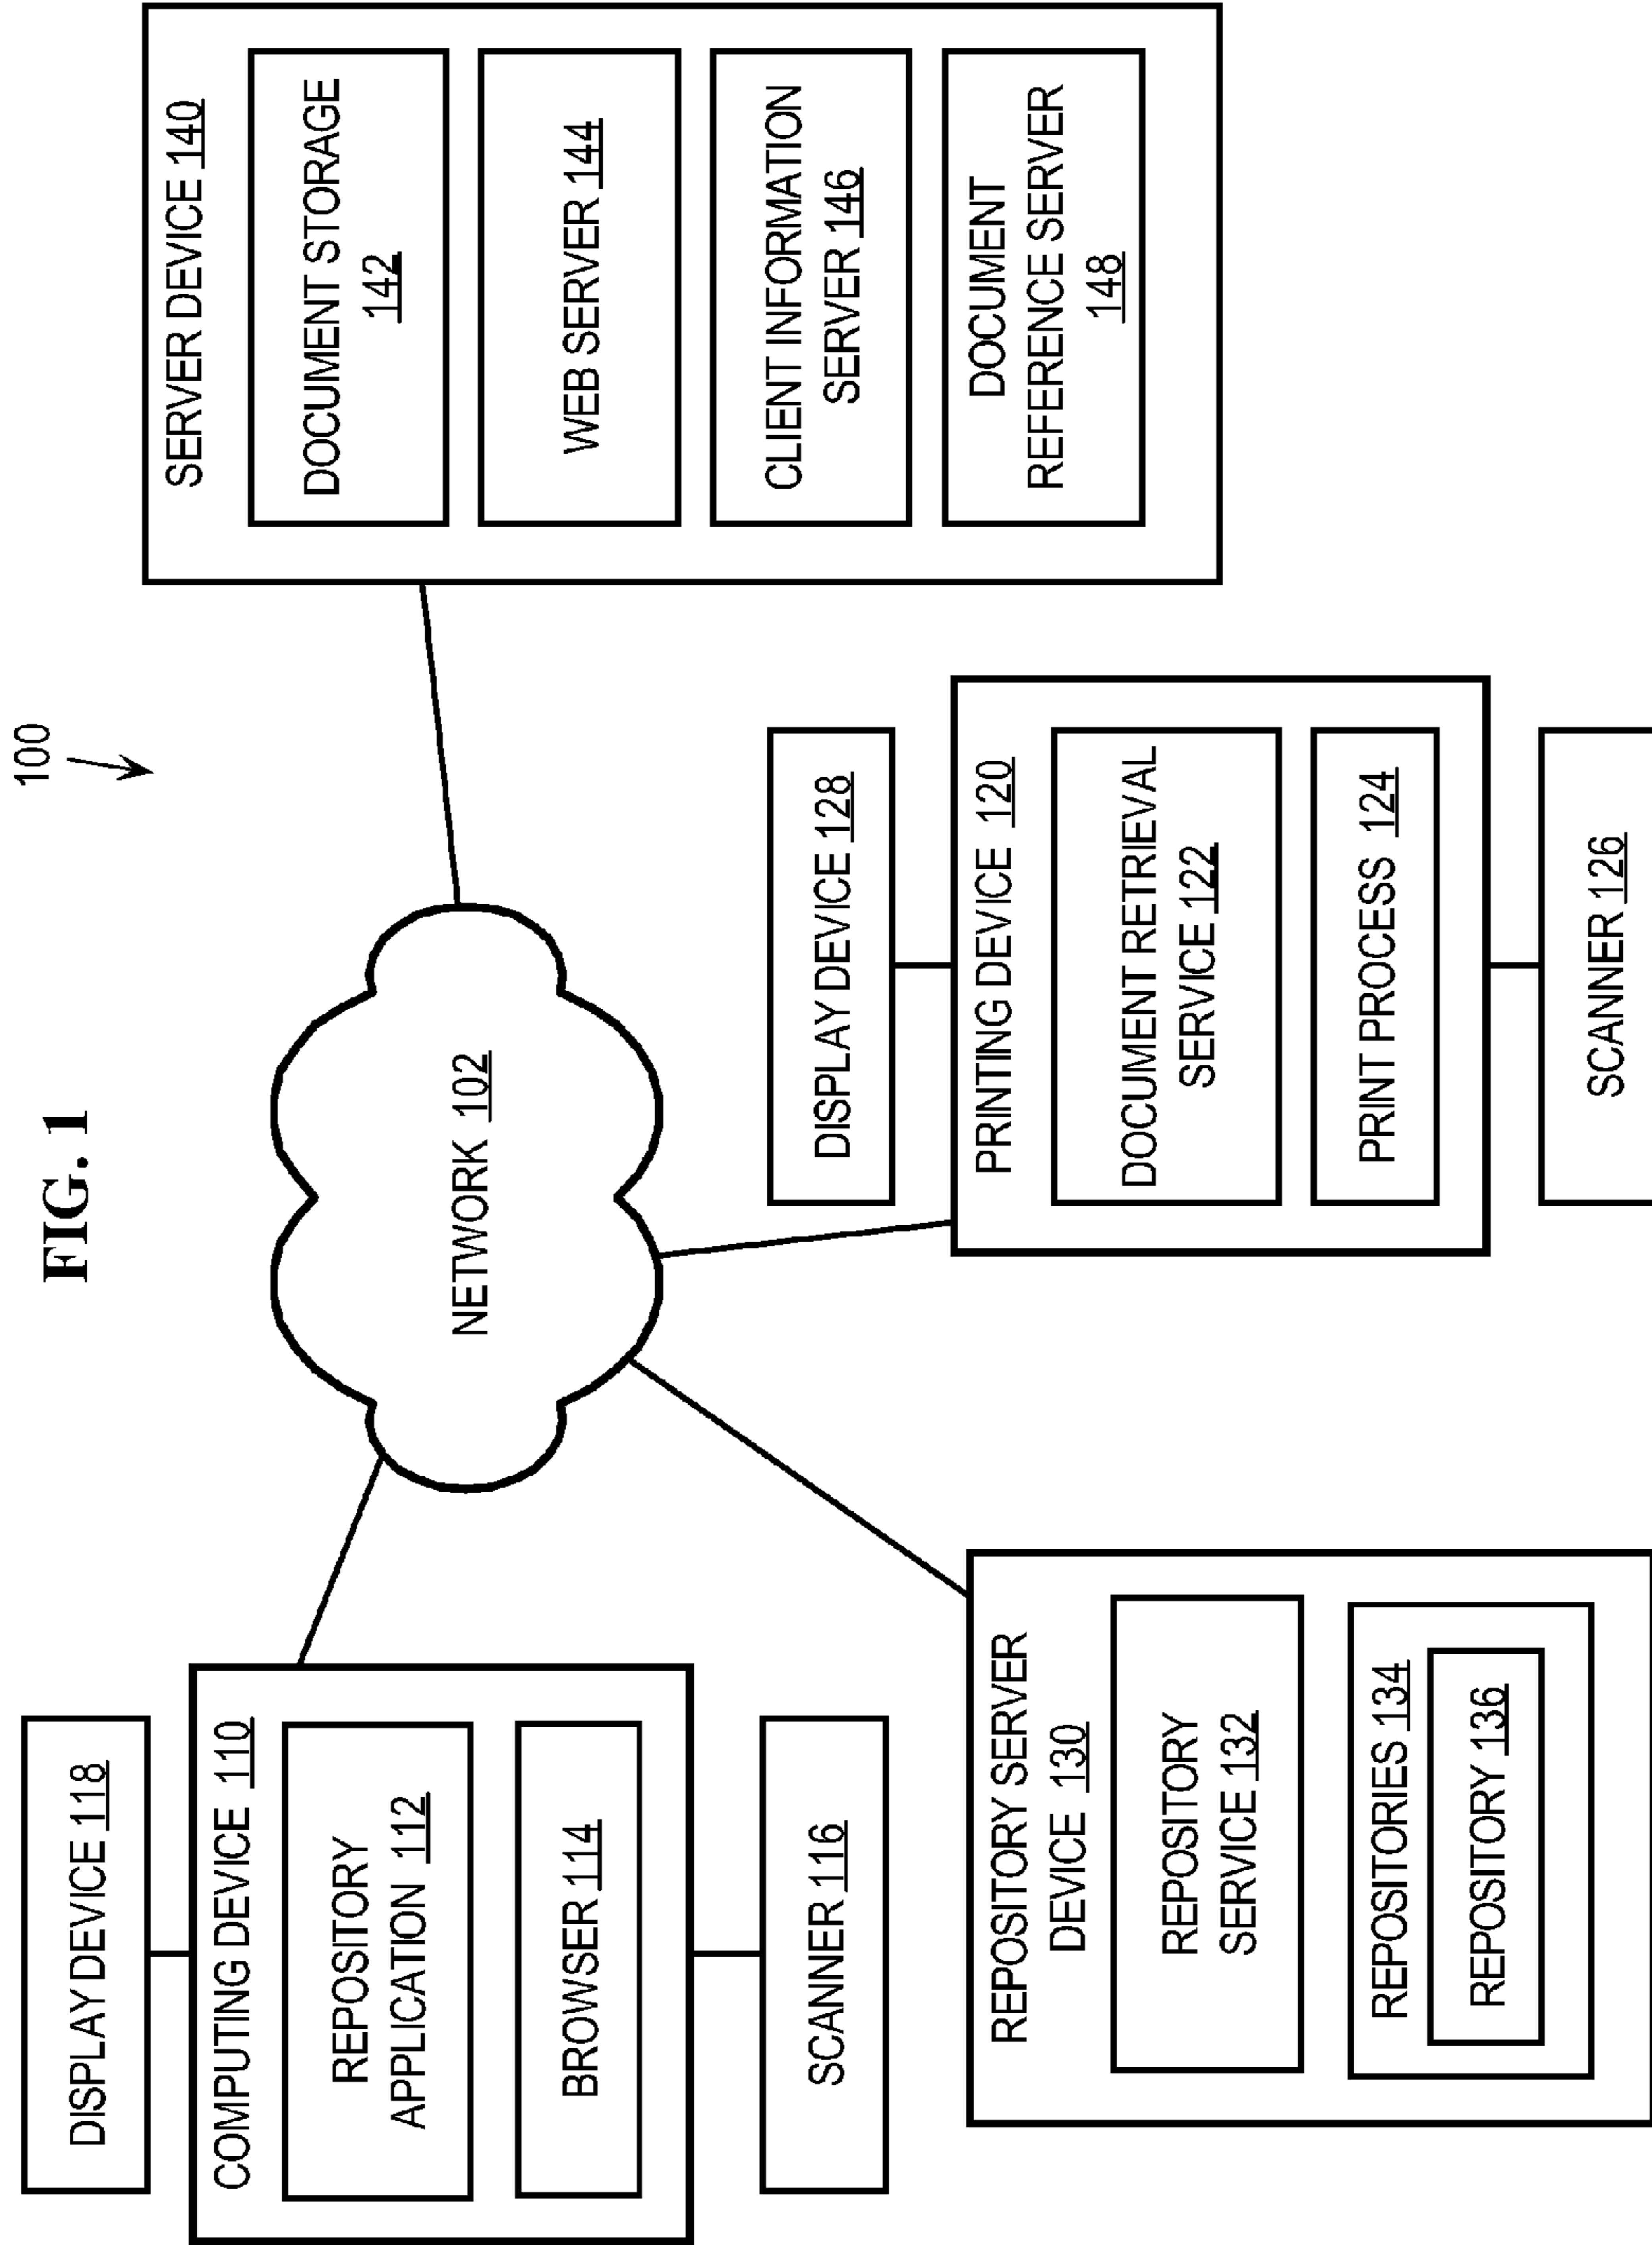 FIG. 1
100
DISPLAY DEVICE 118
COMPUTING DEVICE 110
REPOSITORY
APPLICATION 112
BROWSER 114
SCANNER 116
NETWORK 102
SERVER DEVICE 140
DOCUMENT STORAGE
142
WEB SERVER 144
CLIENT INFORMATION
SERVER 146
DOCUMENT
REFERENCE SERVER
148
REPOSITORY SERVER
DEVICE 130
REPOSITORY
SERVICE 132
REPOSITORIES 134
REPOSITORY 136
DISPLAY DEVICE 128
PRINTING DEVICE 120
DOCUMENT RETRIEVAL
SERVICE 122
PRINT PROCESS 124
SCANNER 126